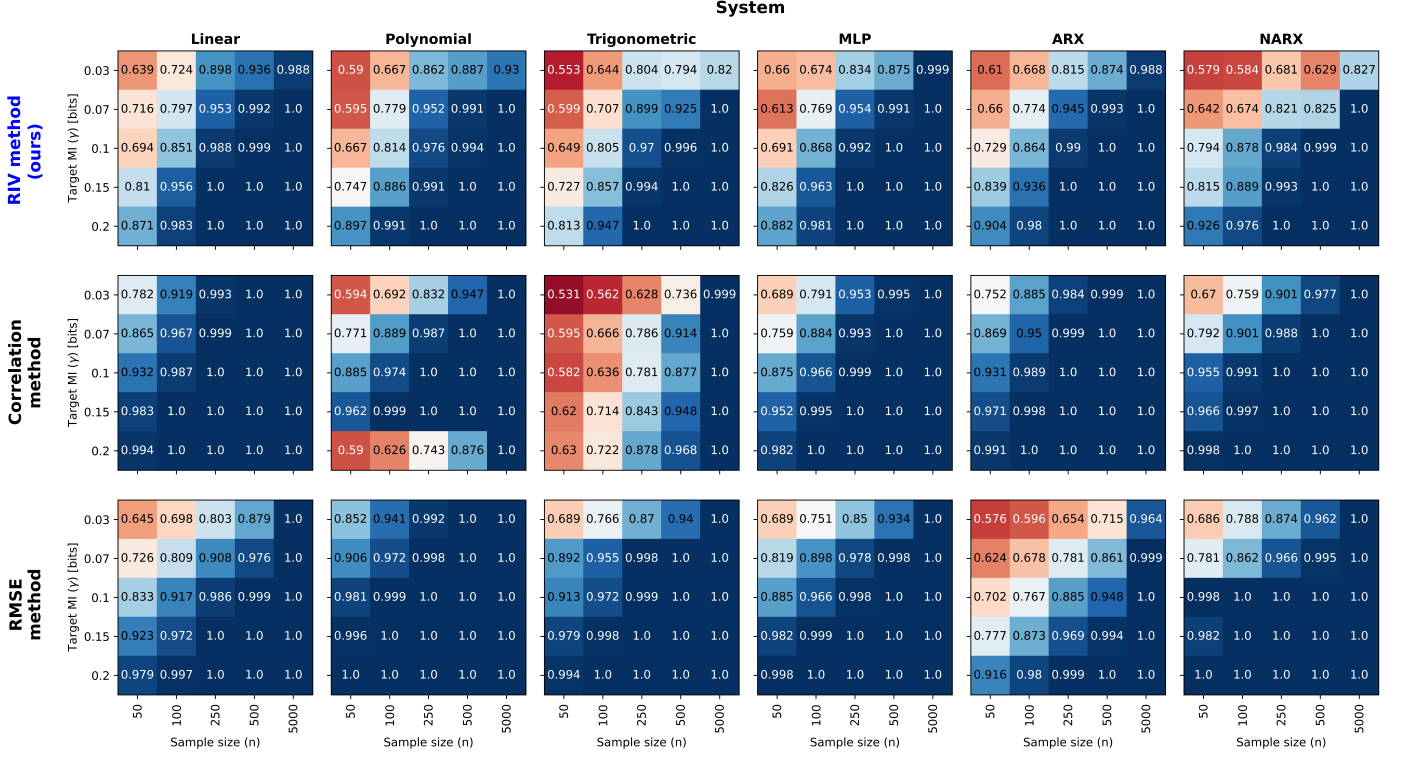 System
Linear Polynomial Trigonometric MLP ARX NARX
RIV method
(ours)
Target MI (γ) [bits]
0.03 0.639 0.724 0.898 0.936 0.988 0.59 0.667 0.862 0.887 0.93 0.553 0.644 0.804 0.794 0.82 0.66 0.674 0.834 0.875 0.999 0.61 0.668 0.815 0.874 0.988 0.579 0.584 0.681 0.629 0.827
0.07 0.716 0.797 0.953 0.992 1.0 0.595 0.779 0.952 0.991 1.0 0.599 0.707 0.899 0.925 1.0 0.613 0.769 0.954 0.991 1.0 0.66 0.774 0.945 0.993 1.0 0.642 0.674 0.821 0.825 1.0
0.1 0.694 0.851 0.988 0.999 1.0 0.667 0.814 0.976 0.994 1.0 0.649 0.805 0.97 0.996 1.0 0.691 0.868 0.992 1.0 1.0 0.729 0.864 0.99 1.0 1.0 0.794 0.878 0.984 0.999 1.0
0.15 0.81 0.956 1.0 1.0 1.0 0.747 0.886 0.991 1.0 1.0 0.727 0.857 0.994 1.0 1.0 0.826 0.963 1.0 1.0 1.0 0.839 0.936 1.0 1.0 1.0 0.815 0.889 0.993 1.0 1.0
0.2 0.871 0.983 1.0 1.0 1.0 0.897 0.991 1.0 1.0 1.0 0.813 0.947 1.0 1.0 1.0 0.882 0.981 1.0 1.0 1.0 0.904 0.98 1.0 1.0 1.0 0.926 0.976 1.0 1.0 1.0
Correlation
method
Target MI (γ) [bits]
0.03 0.782 0.919 0.993 1.0 1.0 0.594 0.692 0.832 0.947 1.0 0.531 0.562 0.628 0.736 0.999 0.689 0.791 0.953 0.995 1.0 0.752 0.885 0.984 0.999 1.0 0.67 0.759 0.901 0.977 1.0
0.07 0.865 0.967 0.999 1.0 1.0 0.771 0.889 0.987 1.0 1.0 0.595 0.666 0.786 0.914 1.0 0.759 0.884 0.993 1.0 1.0 0.869 0.95 0.999 1.0 1.0 0.792 0.901 0.988 1.0 1.0
0.1 0.932 0.987 1.0 1.0 1.0 0.885 0.974 1.0 1.0 1.0 0.582 0.636 0.781 0.877 1.0 0.875 0.966 0.999 1.0 1.0 0.931 0.989 1.0 1.0 1.0 0.955 0.991 1.0 1.0 1.0
0.15 0.983 1.0 1.0 1.0 1.0 0.962 0.999 1.0 1.0 1.0 0.62 0.714 0.843 0.948 1.0 0.952 0.995 1.0 1.0 1.0 0.971 0.998 1.0 1.0 1.0 0.966 0.997 1.0 1.0 1.0
0.2 0.994 1.0 1.0 1.0 1.0 0.59 0.626 0.743 0.876 1.0 0.63 0.722 0.878 0.968 1.0 0.982 1.0 1.0 1.0 1.0 0.991 1.0 1.0 1.0 1.0 0.998 1.0 1.0 1.0 1.0
RMSE
method
Target MI (γ) [bits]
0.03 0.645 0.698 0.803 0.879 1.0 0.852 0.941 0.992 1.0 1.0 0.689 0.766 0.87 0.94 1.0 0.689 0.751 0.85 0.934 1.0 0.576 0.596 0.654 0.715 0.964 0.686 0.788 0.874 0.962 1.0
0.07 0.726 0.809 0.908 0.976 1.0 0.906 0.972 0.998 1.0 1.0 0.892 0.955 0.998 1.0 1.0 0.819 0.898 0.978 0.998 1.0 0.624 0.678 0.781 0.861 0.999 0.781 0.862 0.966 0.995 1.0
0.1 0.833 0.917 0.986 0.999 1.0 0.981 0.999 1.0 1.0 1.0 0.913 0.972 0.999 1.0 1.0 0.885 0.966 0.998 1.0 1.0 0.702 0.767 0.885 0.948 1.0 0.998 1.0 1.0 1.0 1.0
0.15 0.923 0.972 1.0 1.0 1.0 0.996 1.0 1.0 1.0 1.0 0.979 0.998 1.0 1.0 1.0 0.982 0.999 1.0 1.0 1.0 0.777 0.873 0.969 0.994 1.0 0.982 1.0 1.0 1.0 1.0
0.2 0.979 0.997 1.0 1.0 1.0 1.0 1.0 1.0 1.0 1.0 0.994 1.0 1.0 1.0 1.0 0.998 1.0 1.0 1.0 1.0 0.916 0.98 0.999 1.0 1.0 1.0 1.0 1.0 1.0 1.0
50 100 250 500 5000 50 100 250 500 5000 50 100 250 500 5000 50 100 250 500 5000 50 100 250 500 5000 50 100 250 500 5000
Sample size (n) Sample size (n) Sample size (n) Sample size (n) Sample size (n) Sample size (n)